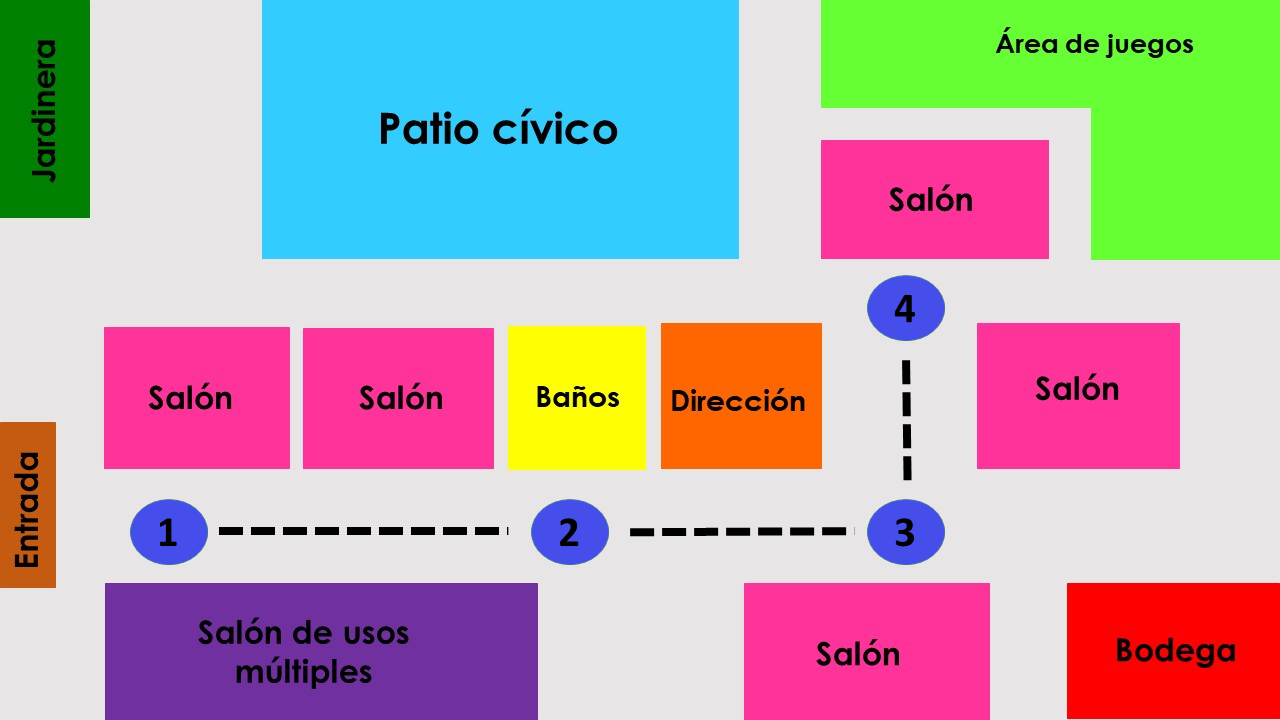 Jardinera
Patio cívico
Área de juegos
Salón
4
Salón
Salón
Baños
Dirección
Salón
Entrada
1
2
3
Salón de usos
múltiples
Salón
Bodega